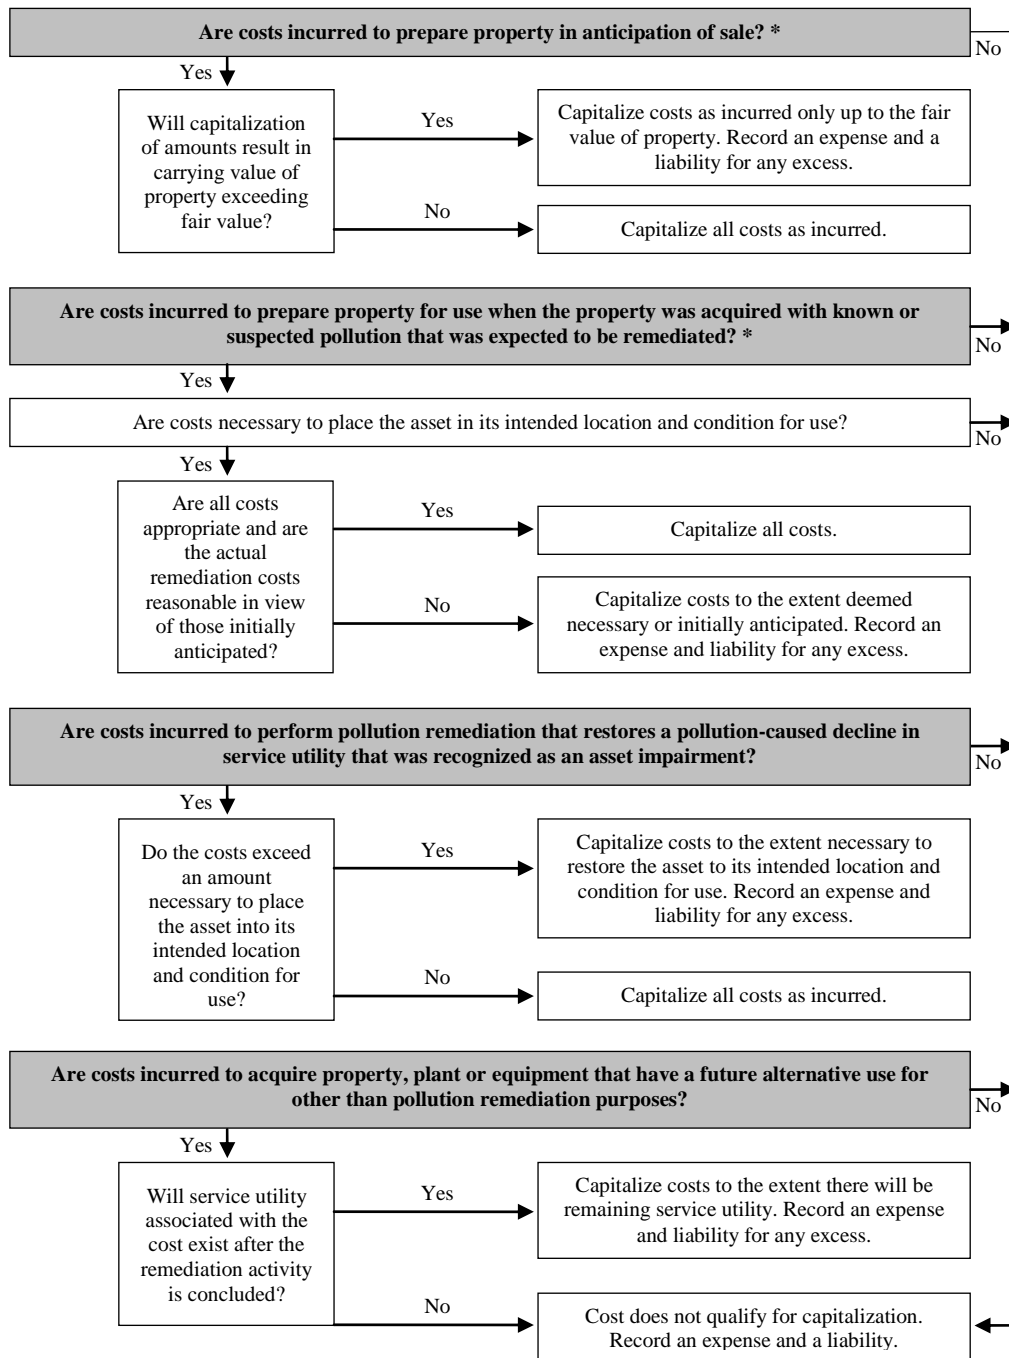 Are costs incurred to prepare property in anticipation of sale? *
No
Yes
Will capitalization
of amounts result in
carrying value of
property exceeding
fair value?
Yes
Capitalize costs as incurred only up to the fair
value of property. Record an expense and a
liability for any excess.
No
Capitalize all costs as incurred.
Are costs incurred to prepare property for use when the property was acquired with known or
suspected pollution that was expected to be remediated? *
No
Yes
Are costs necessary to place the asset in its intended location and condition for use?
No
Yes
Are all costs
appropriate and are
the actual
remediation costs
reasonable in view
of those initially
anticipated?
Yes
Capitalize all costs.
No
Capitalize costs to the extent deemed
necessary or initially anticipated. Record an
expense and liability for any excess.
Are costs incurred to perform pollution remediation that restores a pollution-caused decline in
service utility that was recognized as an asset impairment?
No
Yes
Do the costs exceed
an amount
necessary to place
the asset into its
intended location
and condition for
use?
Yes
Capitalize costs to the extent necessary to
restore the asset to its intended location and
condition for use. Record an expense and
liability for any excess.
No
Capitalize all costs as incurred.
Are costs incurred to acquire property, plant or equipment that have a future alternative use for
other than pollution remediation purposes?
No
Yes
Will service utility
associated with the
cost exist after the
remediation activity
is concluded?
Yes
Capitalize costs to the extent there will be
remaining service utility. Record an expense
and liability for any excess.
No
Cost does not qualify for capitalization.
Record an expense and a liability.